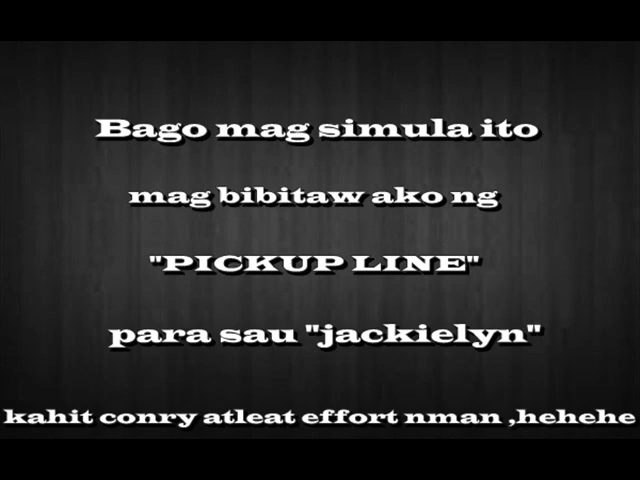 Bago mag simula ito
mag bibitaw ako ng
"PICKUP LINE"
para sau "jackielyn"
kahit conry atleat effort nman ,hehehe